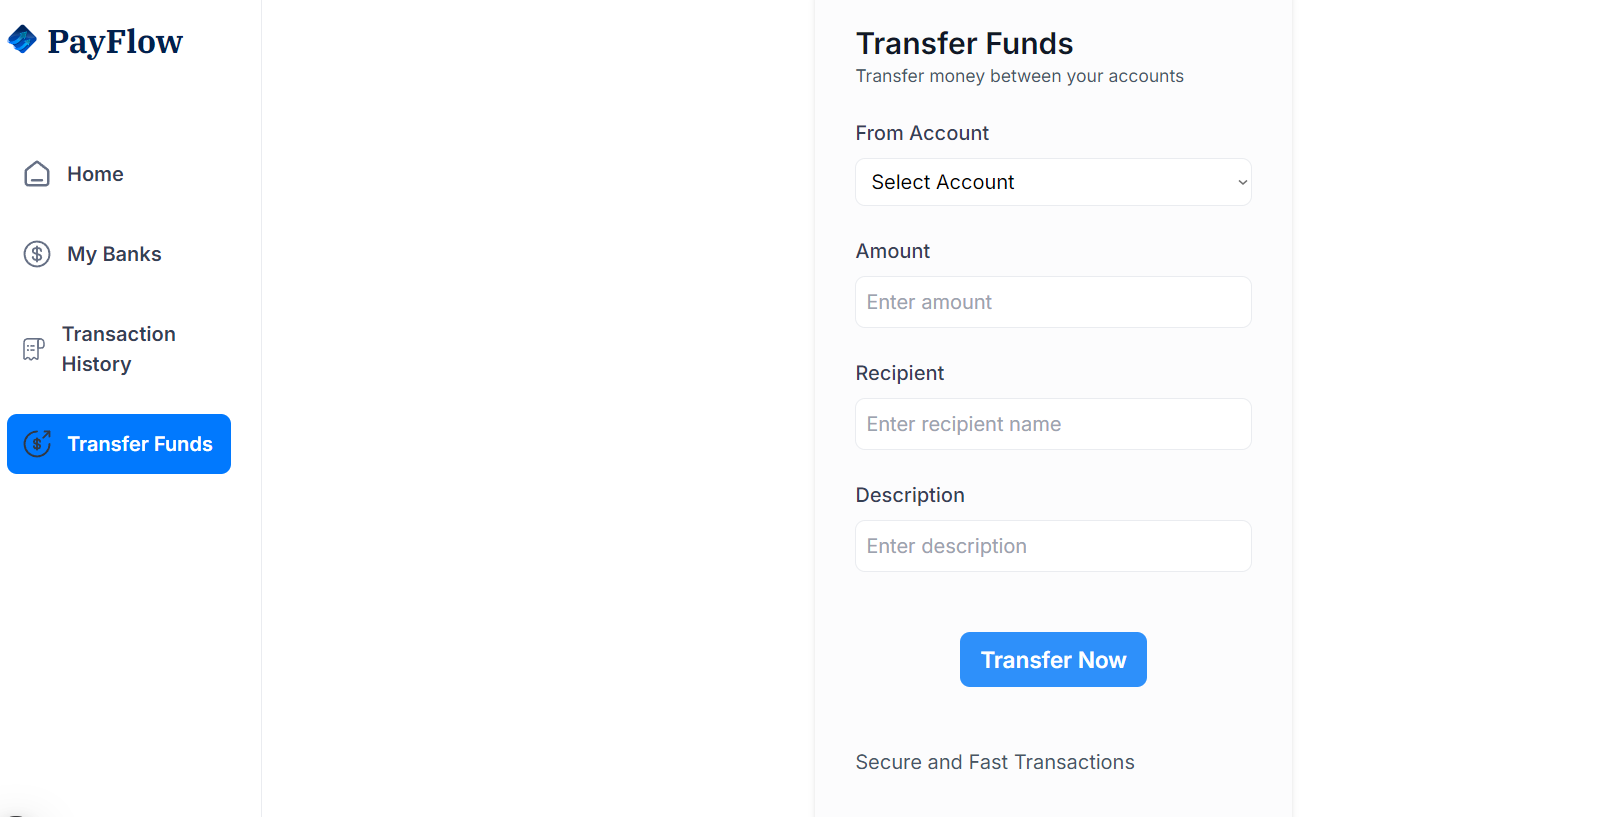 PayFlow
Home
My Banks
Transaction
History
Transfer Funds
Transfer Funds
Transfer money between your accounts
From Account
Select Account
Amount
Enter amount
Recipient
Enter recipient name
Description
Enter description
Transfer Now
Secure and Fast Transactions